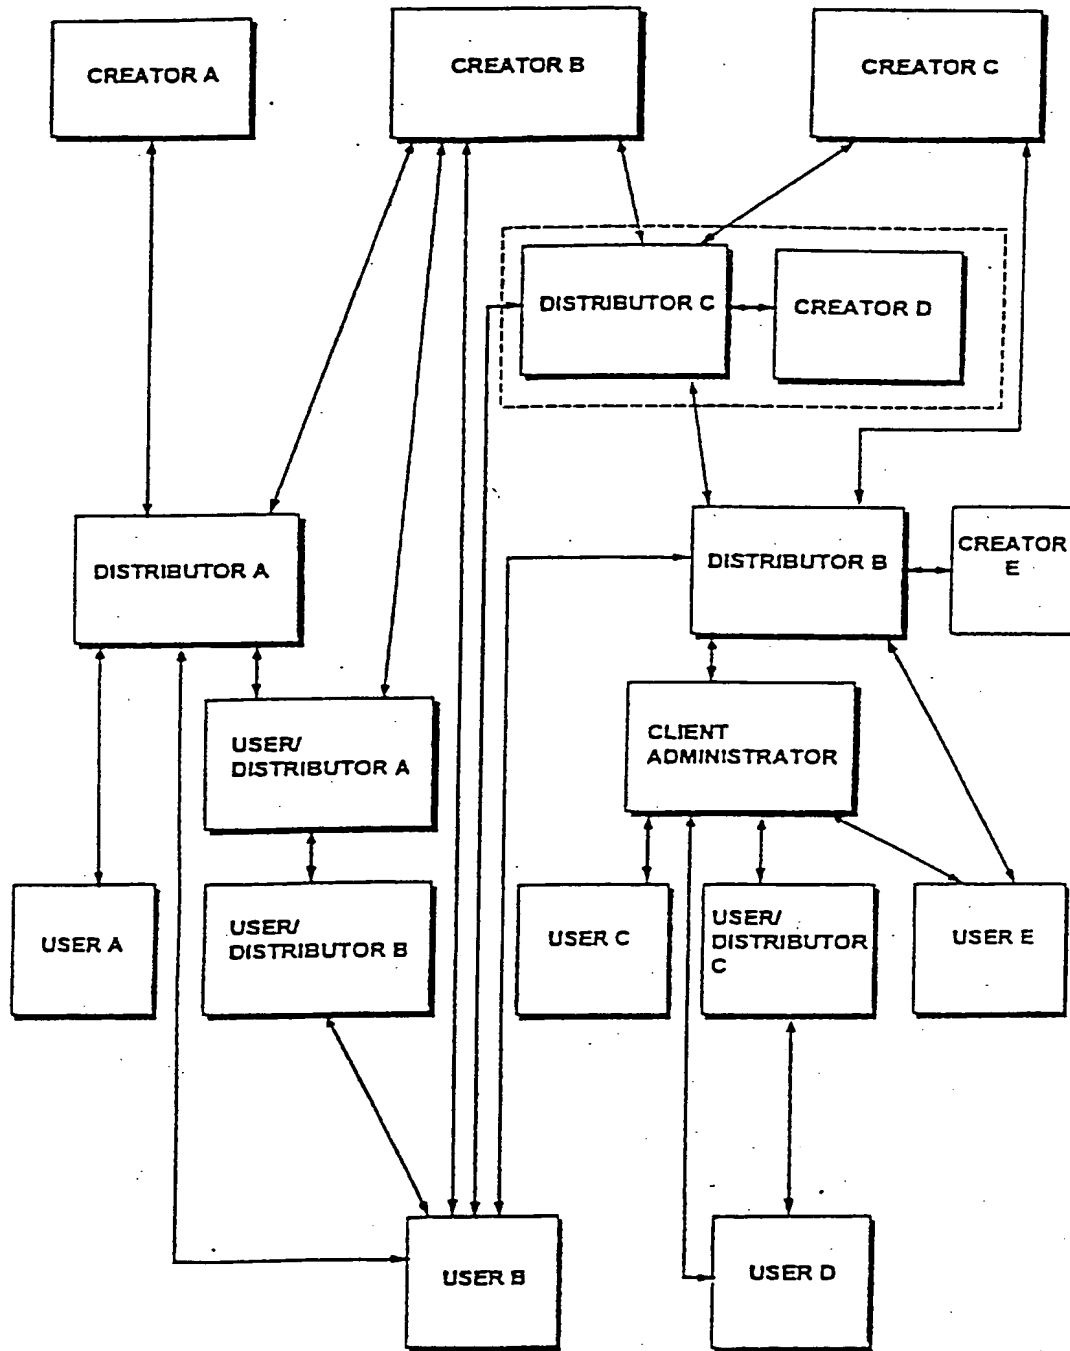 CREATOR A
CREATOR B
CREATOR C
DISTRIBUTOR C
CREATOR D
DISTRIBUTOR A
DISTRIBUTOR B
CREATOR
E
USER/
DISTRIBUTOR A
CLIENT
ADMINISTRATOR
USER A
USER/
DISTRIBUTOR B
USER C
USER/
DISTRIBUTOR
C
USER E
USER B
USER D